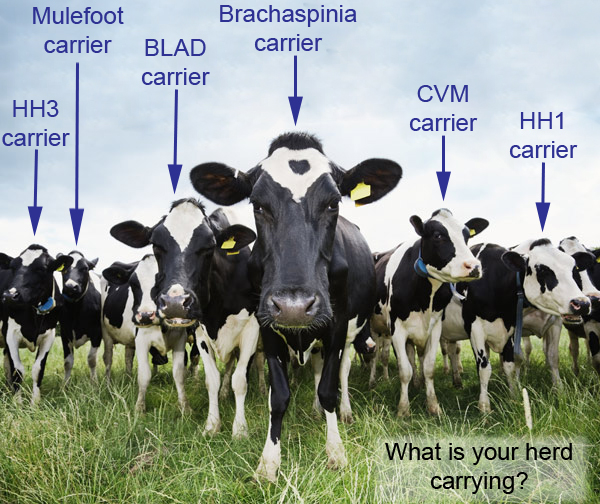 Mulefoot
carrier
BLAD
carrier
Brachaspinia
carrier
HH3
carrier
CVM
carrier
HH1
carrier
What is your herd
carrying?